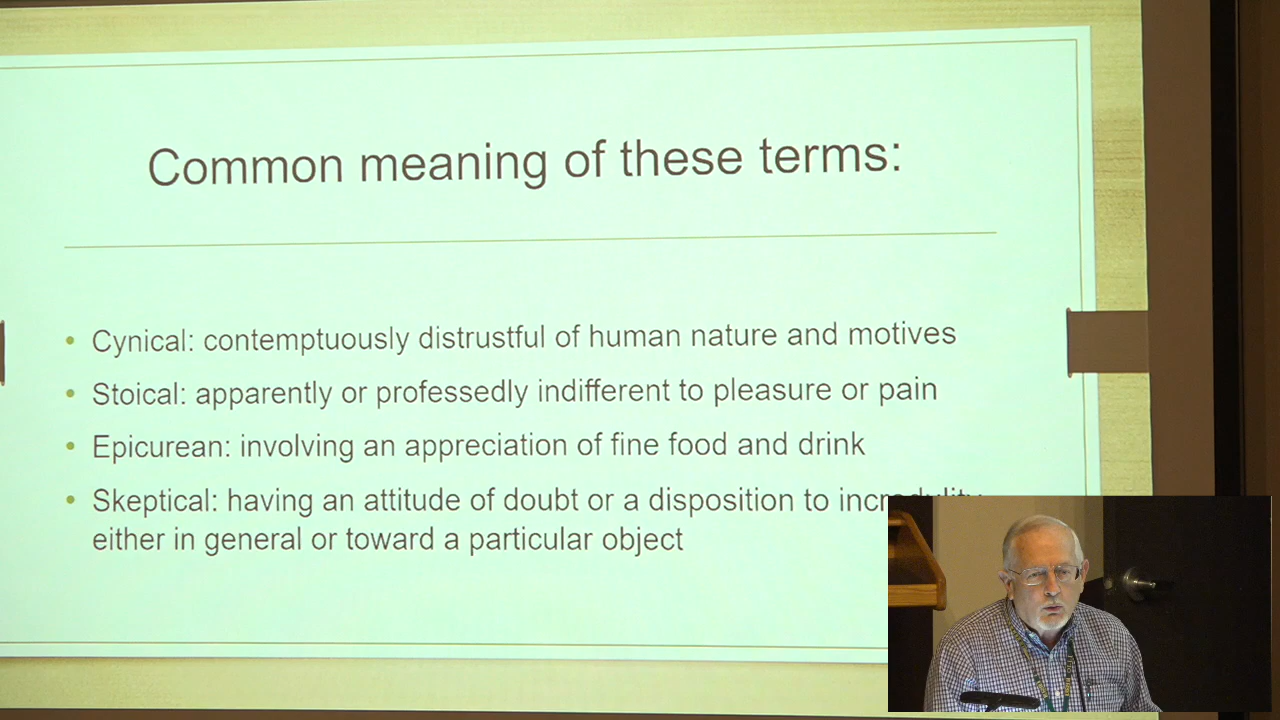 Common meaning of these terms:
• Cynical: contemptuously distrustful of human nature and motives
• Stoical: apparently or professedly indifferent to pleasure or pain
• Epicurean: involving an appreciation of fine food and drink
• Skeptical: having an attitude of doubt or a disposition to incredulity
either in general or toward a particular object